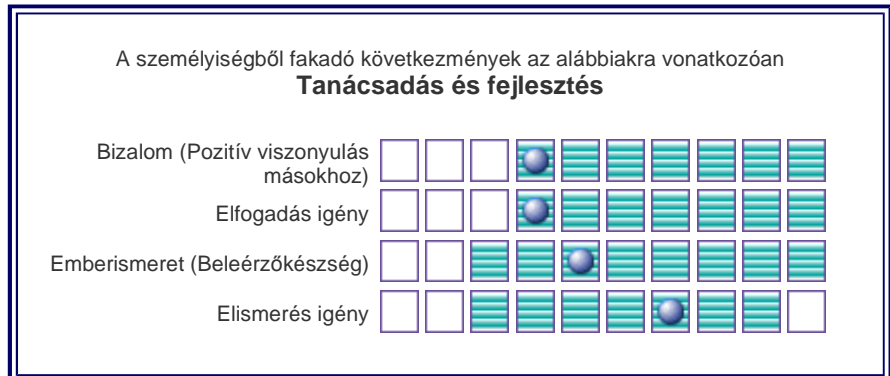 A személyiségből fakadó következmények az alábbiakra vonatkozóan
Tanácsadás és fejlesztés
Bizalom (Pozitív viszonyulás
másokhoz)
Elfogadás igény
Emberismeret (Beleérzőkészség)
Elismerés igény